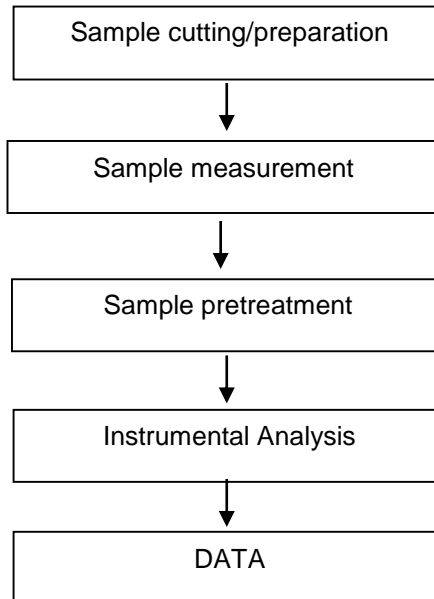 Sample cutting/preparation
Sample measurement
Sample pretreatment
Instrumental Analysis
DATA